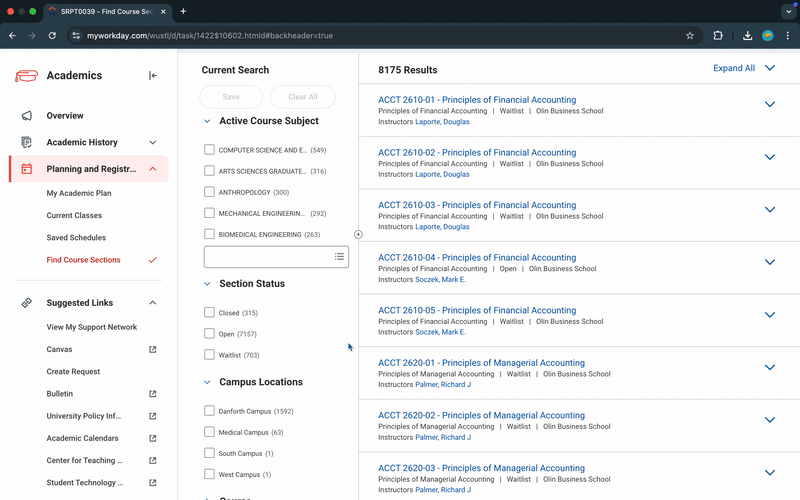 SRPT0039 - Find Course Sec
myworkday.com/wustl/d/task/1422$10602.htmld#backheader=true
Academics
Overview
Academic History
Planning and Registr...
My Academic Plan
Current Classes
Saved Schedules
Find Course Sections
Suggested Links
View My Support Network
Canvas
Create Request
Bulletin
University Policy Inf...
Academic Calendars
Center for Teaching ...
Student Technology ...
Current Search
Save
Clear All
Active Course Subject
COMPUTER SCIENCE AND E... (549)
ARTS SCIENCES GRADUATE... (316)
ANTHROPOLOGY (300)
MECHANICAL ENGINEERIN... (292)
BIOMEDICAL ENGINEERING (263)
Section Status
Closed (315)
Open (7157)
Waitlist (703)
Campus Locations
Danforth Campus (1592)
Medical Campus (63)
South Campus (1)
West Campus (1)
8175 Results
Expand All
ACCT 2610-01 - Principles of Financial Accounting
Principles of Financial Accounting | Waitlist | Olin Business School
Instructors Laporte, Douglas
ACCT 2610-02 - Principles of Financial Accounting
Principles of Financial Accounting | Waitlist | Olin Business School
Instructors Laporte, Douglas
ACCT 2610-03 - Principles of Financial Accounting
Principles of Financial Accounting | Waitlist | Olin Business School
Instructors Laporte, Douglas
ACCT 2610-04 - Principles of Financial Accounting
Principles of Financial Accounting | Open | Olin Business School
Instructors Soczek, Mark E.
ACCT 2610-05 - Principles of Financial Accounting
Principles of Financial Accounting | Waitlist | Olin Business School
Instructors Soczek, Mark E.
ACCT 2620-01 - Principles of Managerial Accounting
Principles of Managerial Accounting | Waitlist | Olin Business School
Instructors Palmer, Richard J
ACCT 2620-02 - Principles of Managerial Accounting
Principles of Managerial Accounting | Waitlist | Olin Business School
Instructors Palmer, Richard J
ACCT 2620-03 - Principles of Managerial Accounting
Principles of Managerial Accounting | Waitlist | Olin Business School
Instructors Palmer, Richard J